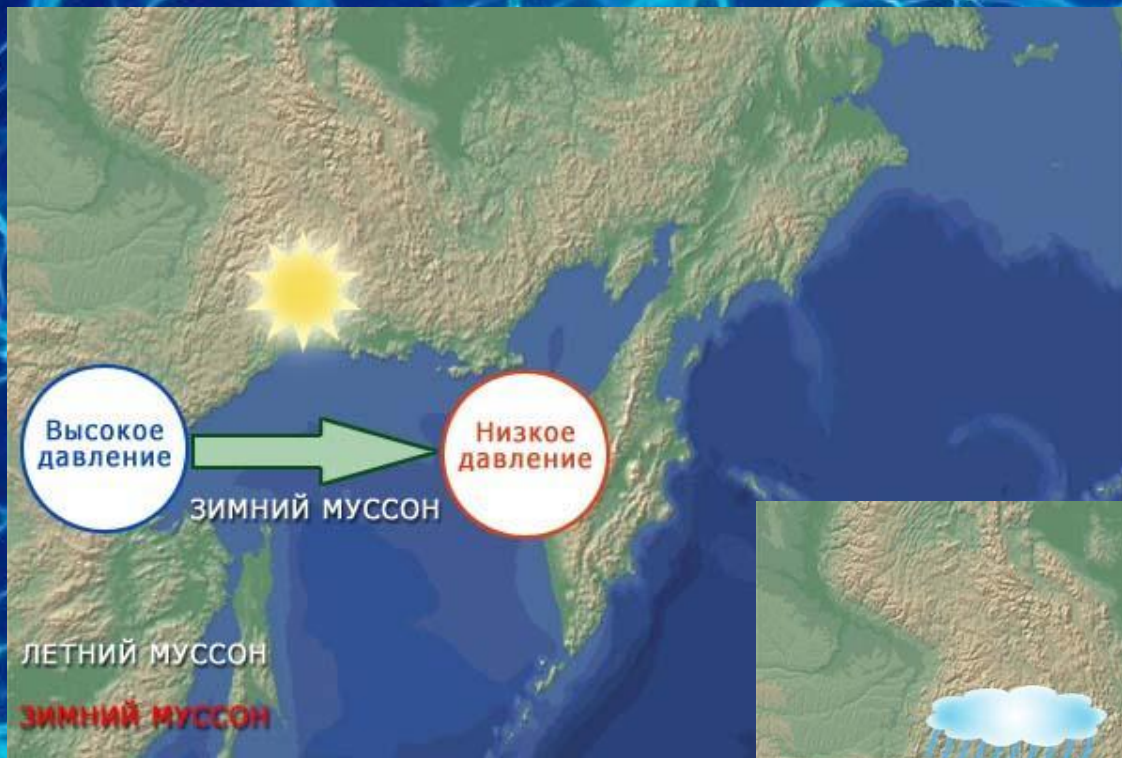 Высокое
давление
Низкое
давление
ЗИМНИЙ МУССОН
ЛЕТНИЙ МУССОН
ЗИМНИЙ МУССОН